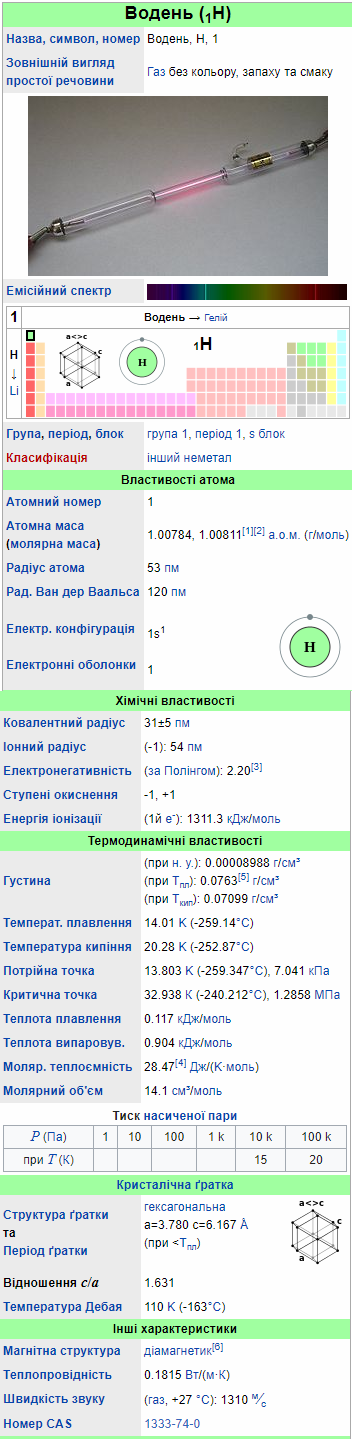 Водень (₁H)
Назва, символ, номер Водень, H, 1
Зовнішній вигляд простої речовини Газ без кольору, запаху та смаку
Емісійний спектр
1 Водень → Гелій
H
↓
Li
a<>c
c
a
H
₁H
Група, період, блок група 1, період 1, s блок
Класифікація інший неметал
Властивості атома
Атомний номер 1
Атомна маса
(молярна маса) 1.00784, 1.00811[1][2] а.о.м. (г/моль)
Радіус атома 53 пм
Рад. Ван дер Ваальса 120 пм
Електр. конфігурація 1s¹
H
Електронні оболонки 1
Хімічні властивості
Ковалентний радіус 31±5 пм
Іонний радіус (-1): 54 пм
Електронегативність (за Полінгом): 2.20[3]
Ступені окиснення -1, +1
Енергія іонізації (1й e⁻): 1311.3 кДж/моль
Термодинамічні властивості
Густина (при н. у.): 0.00008988 г/см³
(при Tпл): 0.0763[5] г/см³
(при Tкип): 0.07099 г/см³
Температ. плавлення 14.01 K (-259.14°C)
Температура кипіння 20.28 K (-252.87°C)
Потрійна точка 13.803 K (-259.347°C), 7.041 кПа
Критична точка 32.938 К (-240.212°C), 1.2858 МПа
Теплота плавлення 0.117 кДж/моль
Теплота випаровув. 0.904 кДж/моль
Моляр. теплоємність 28.47[4] Дж/(K·моль)
Молярний об'єм 14.1 см³/моль
Тиск насиченої пари
P (Па) 1 10 100 1 k 10 k 100 k
при T (К) 15 20
Кристалічна ґратка
Структура ґратки
та
Період ґратки
гексагональна
a=3.780 c=6.167 Å
(при <Tпл)
a<>c
c
a
Відношення c/a 1.631
Температура Дебая 110 K (-163°C)
Інші характеристики
Магнітна структура діамагнетик[6]
Теплопровідність 0.1815 Вт/(м·К)
Швидкість звуку (газ, +27 °C): 1310 м/с
Номер CAS 1333-74-0